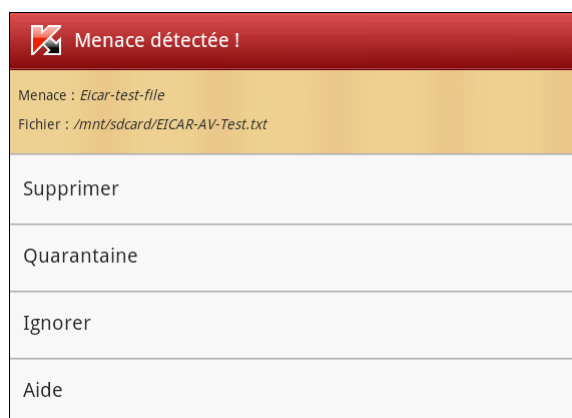 Menace détectée !
Menace : Eicar-test-file
Fichier : /mnt/sdcard/EICAR-AV-Test.txt
Supprimer
Quarantaine
Ignorer
Aide